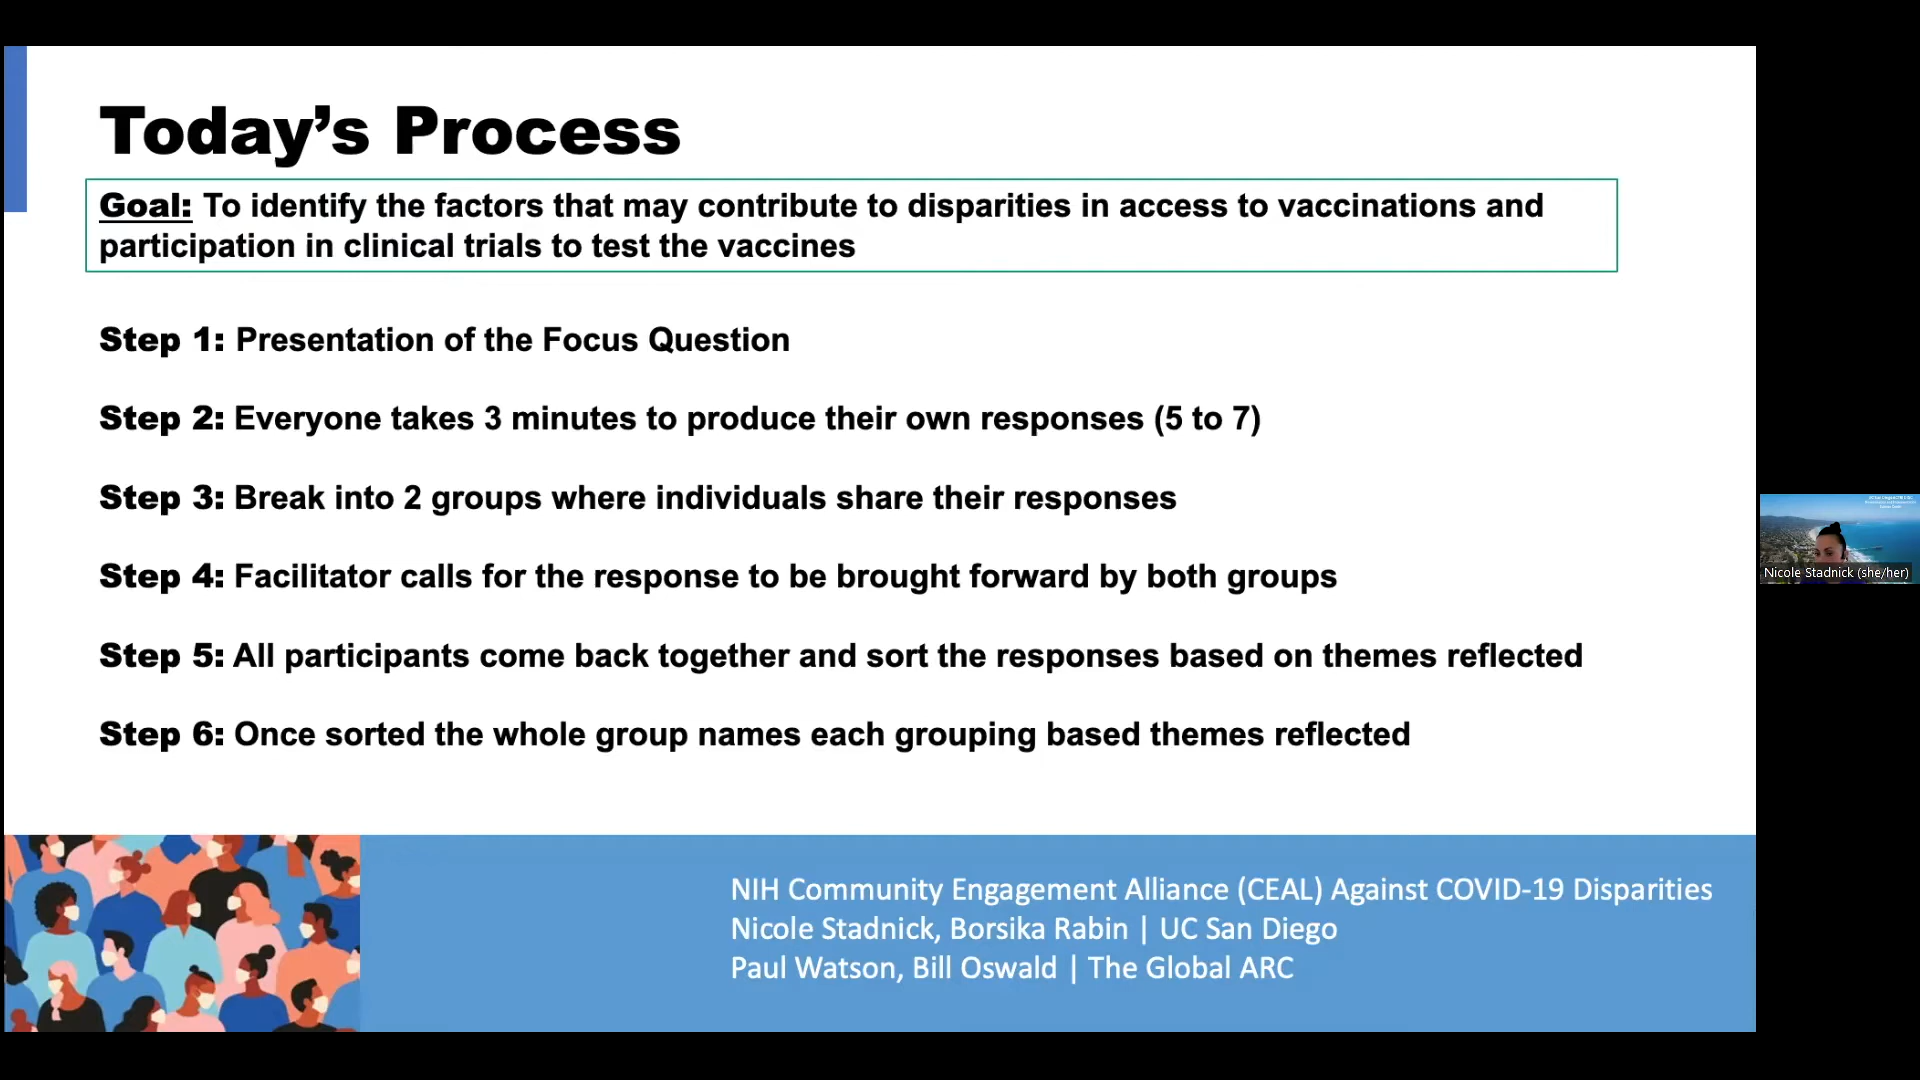 Today’s Process
Goal: To identify the factors that may contribute to disparities in access to vaccinations and
participation in clinical trials to test the vaccines
Step 1: Presentation of the Focus Question
Step 2: Everyone takes 3 minutes to produce their own responses (5 to 7)
Step 3: Break into 2 groups where individuals share their responses
Step 4: Facilitator calls for the response to be brought forward by both groups
Step 5: All participants come back together and sort the responses based on themes reflected
Step 6: Once sorted the whole group names each grouping based themes reflected
NIH Community Engagement Alliance (CEAL) Against COVID-19 Disparities
Nicole Stadnick, Borsika Rabin | UC San Diego
Paul Watson, Bill Oswald | The Global ARC
Nicole Stadnick (she/her)